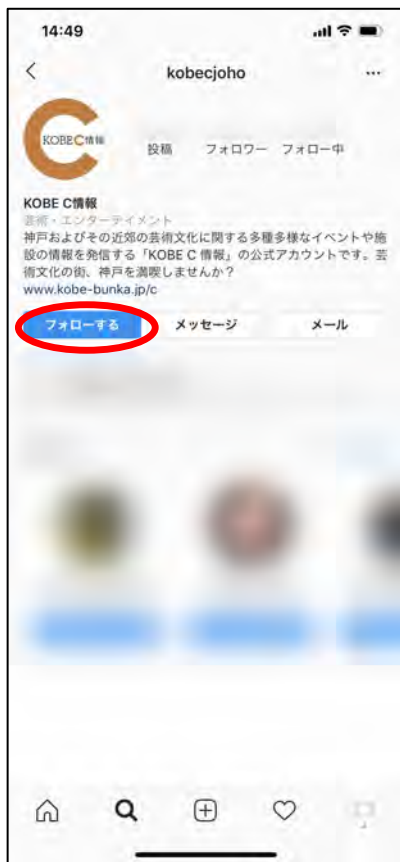 14:49
kobecjoho
KOBE C情報
投稿 フォロワー フォロー中
KOBE C情報
芸術・エンターテイメント
神戸およびその近郊の芸術文化に関する多種多様なイベントや施
設の情報を発信する「KOBE C 情報」の公式アカウントです。芸
術文化の街、神戸を満喫しませんか？
www.kobe-bunka.jp/c
フォローする メッセージ メール